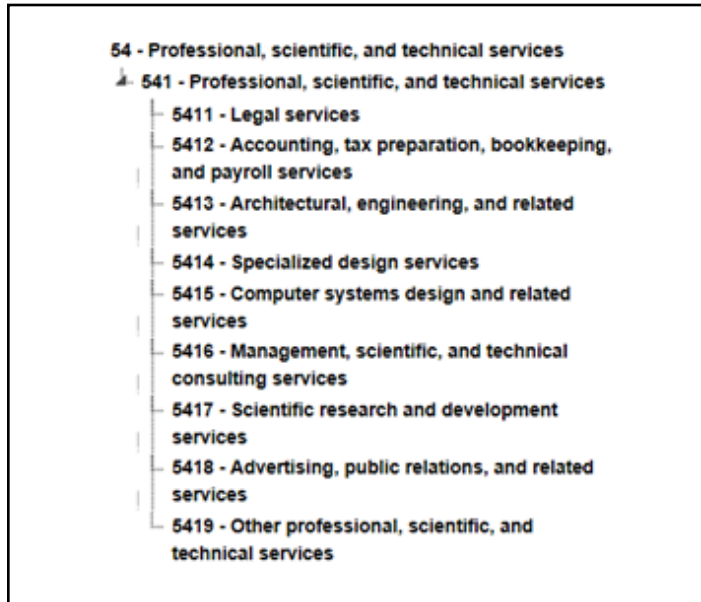 54 - Professional, scientific, and technical services
541 - Professional, scientific, and technical services
5411 - Legal services
5412 - Accounting, tax preparation, bookkeeping,
and payroll services
5413 - Architectural, engineering, and related
services
5414 - Specialized design services
5415 - Computer systems design and related
services
5416 - Management, scientific, and technical
consulting services
5417 - Scientific research and development
services
5418 - Advertising, public relations, and related
services
5419 - Other professional, scientific, and
technical services